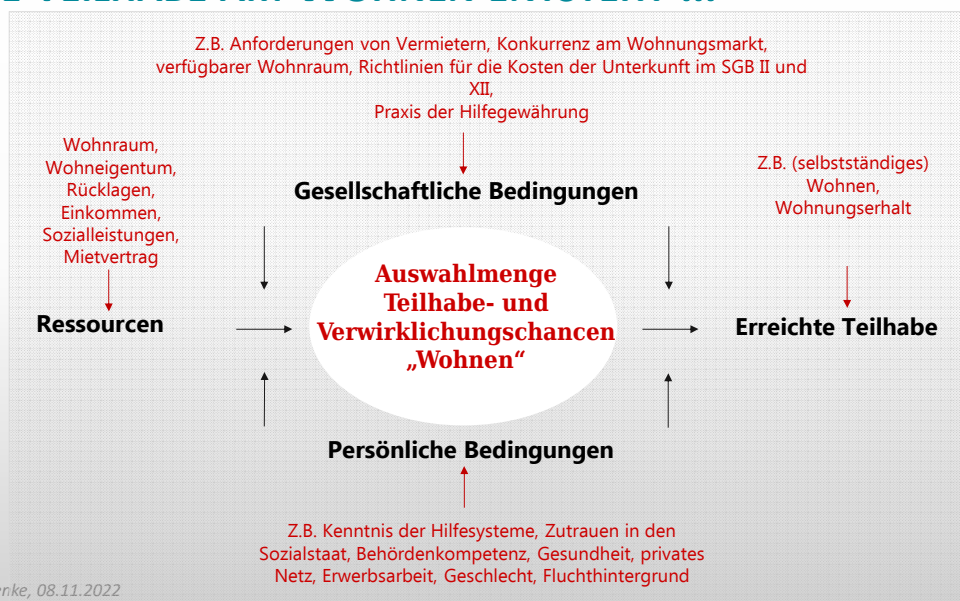 Z.B. Anforderungen von Vermietern, Konkurrenz am Wohnungsmarkt,
verfügbarer Wohnraum, Richtlinien für die Kosten der Unterkunft im SGB II und
XII,
Praxis der Hilfegewährung
Wohnraum,
Wohneigentum,
Rücklagen,
Einkommen,
Sozialleistungen,
Mietvertrag
Z.B. (selbstständiges)
Wohnen,
Wohnungserhalt
Gesellschaftliche Bedingungen
Auswahlmenge
Teilhabe- und
Verwirklichungschancen
„Wohnen“
Ressourcen
Erreichte Teilhabe
Persönliche Bedingungen
Z.B. Kenntnis der Hilfesysteme, Zutrauen in den
Sozialstaat, Behördenkompetenz, Gesundheit, privates
Netz, Erwerbsarbeit, Geschlecht, Fluchthintergrund
08.11.2022